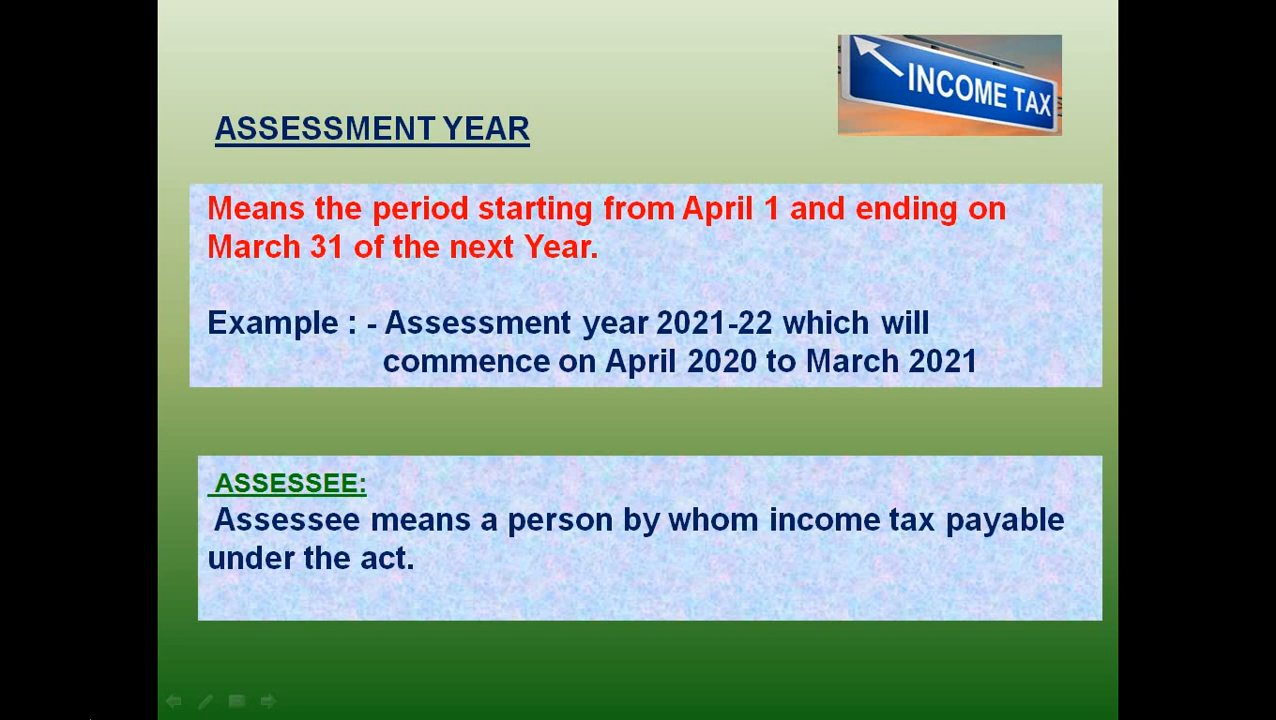 INCOME TAX
ASSESSMENT YEAR
Means the period starting from April 1 and ending on
March 31 of the next Year.
Example : - Assessment year 2021-22 which will
commence on April 2020 to March 2021
ASSESSEE:
Assessee means a person by whom income tax payable
under the act.